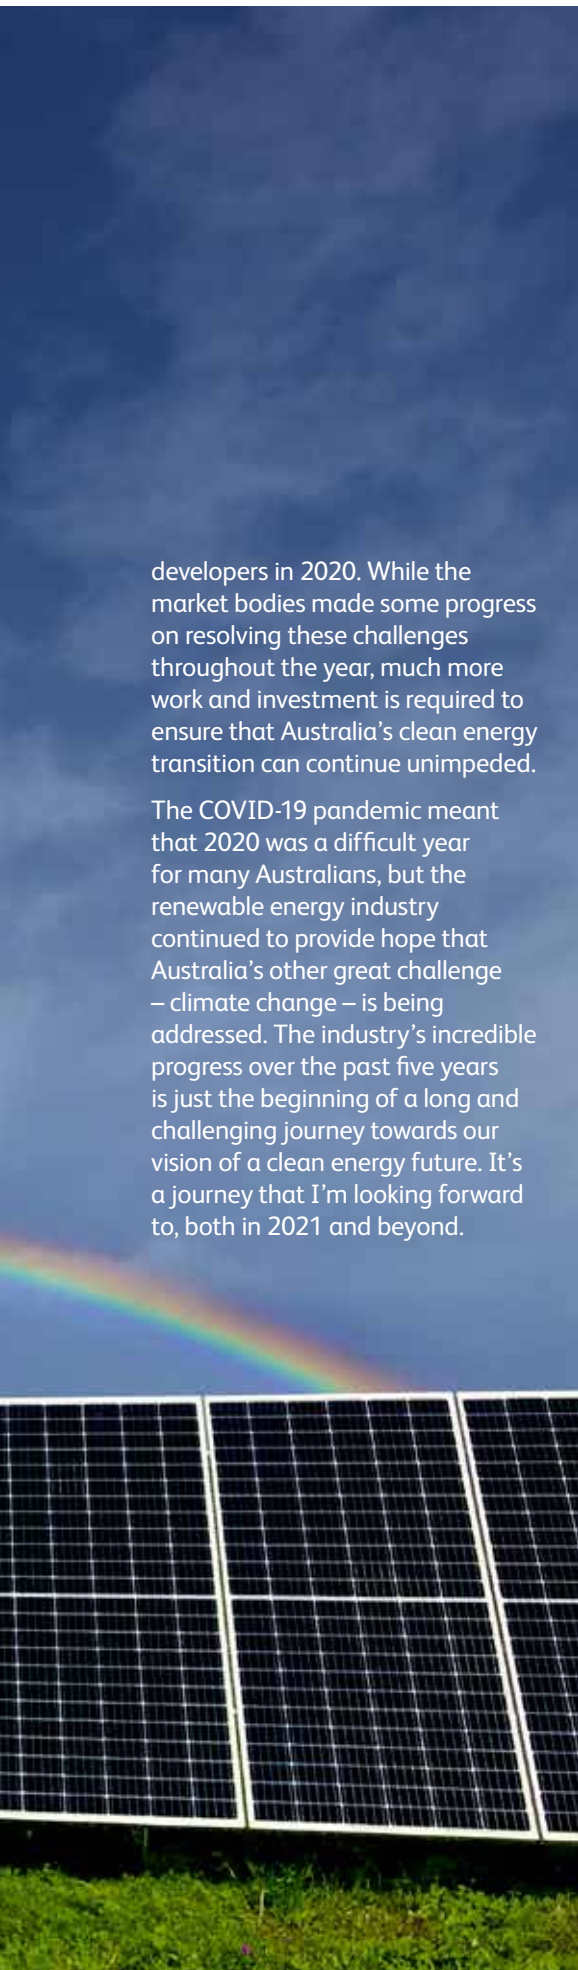 developers in 2020. While the
market bodies made some progress
on resolving these challenges
throughout the year, much more
work and investment is required to
ensure that Australia’s clean energy
transition can continue unimpeded.
The COVID-19 pandemic meant
that 2020 was a difficult year
for many Australians, but the
renewable energy industry
continued to provide hope that
Australia’s other great challenge
– climate change – is being
addressed. The industry’s incredible
progress over the past five years
is just the beginning of a long and
challenging journey towards our
vision of a clean energy future. It’s
a journey that I’m looking forward
to, both in 2021 and beyond.